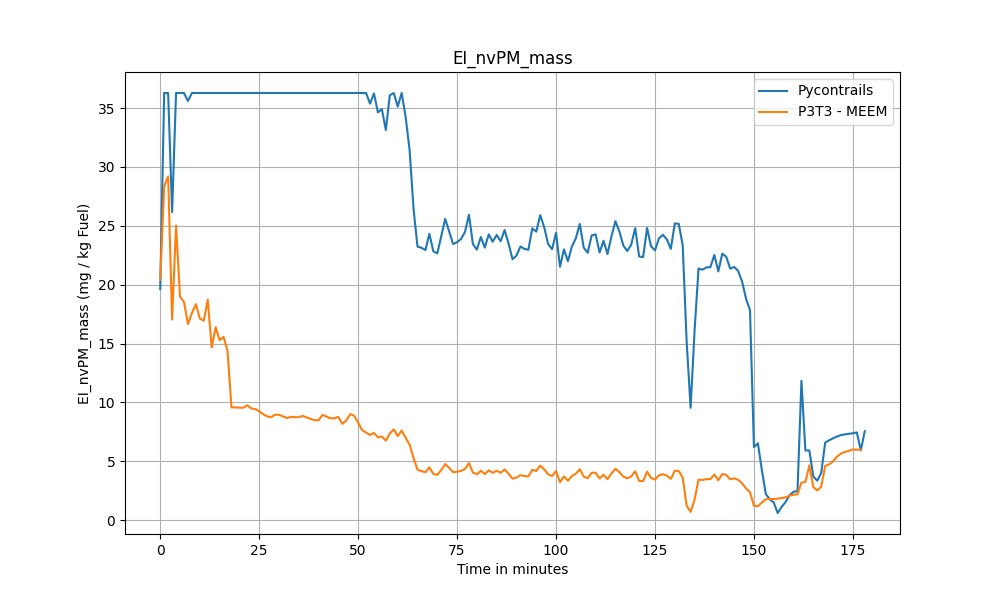 EI_nvPM_mass
Pycontrails
P3T3 - MEEM
EI_nvPM_mass (mg / kg Fuel)
35
30
25
20
15
10
5
0
0 25 50 75 100 125 150 175
Time in minutes